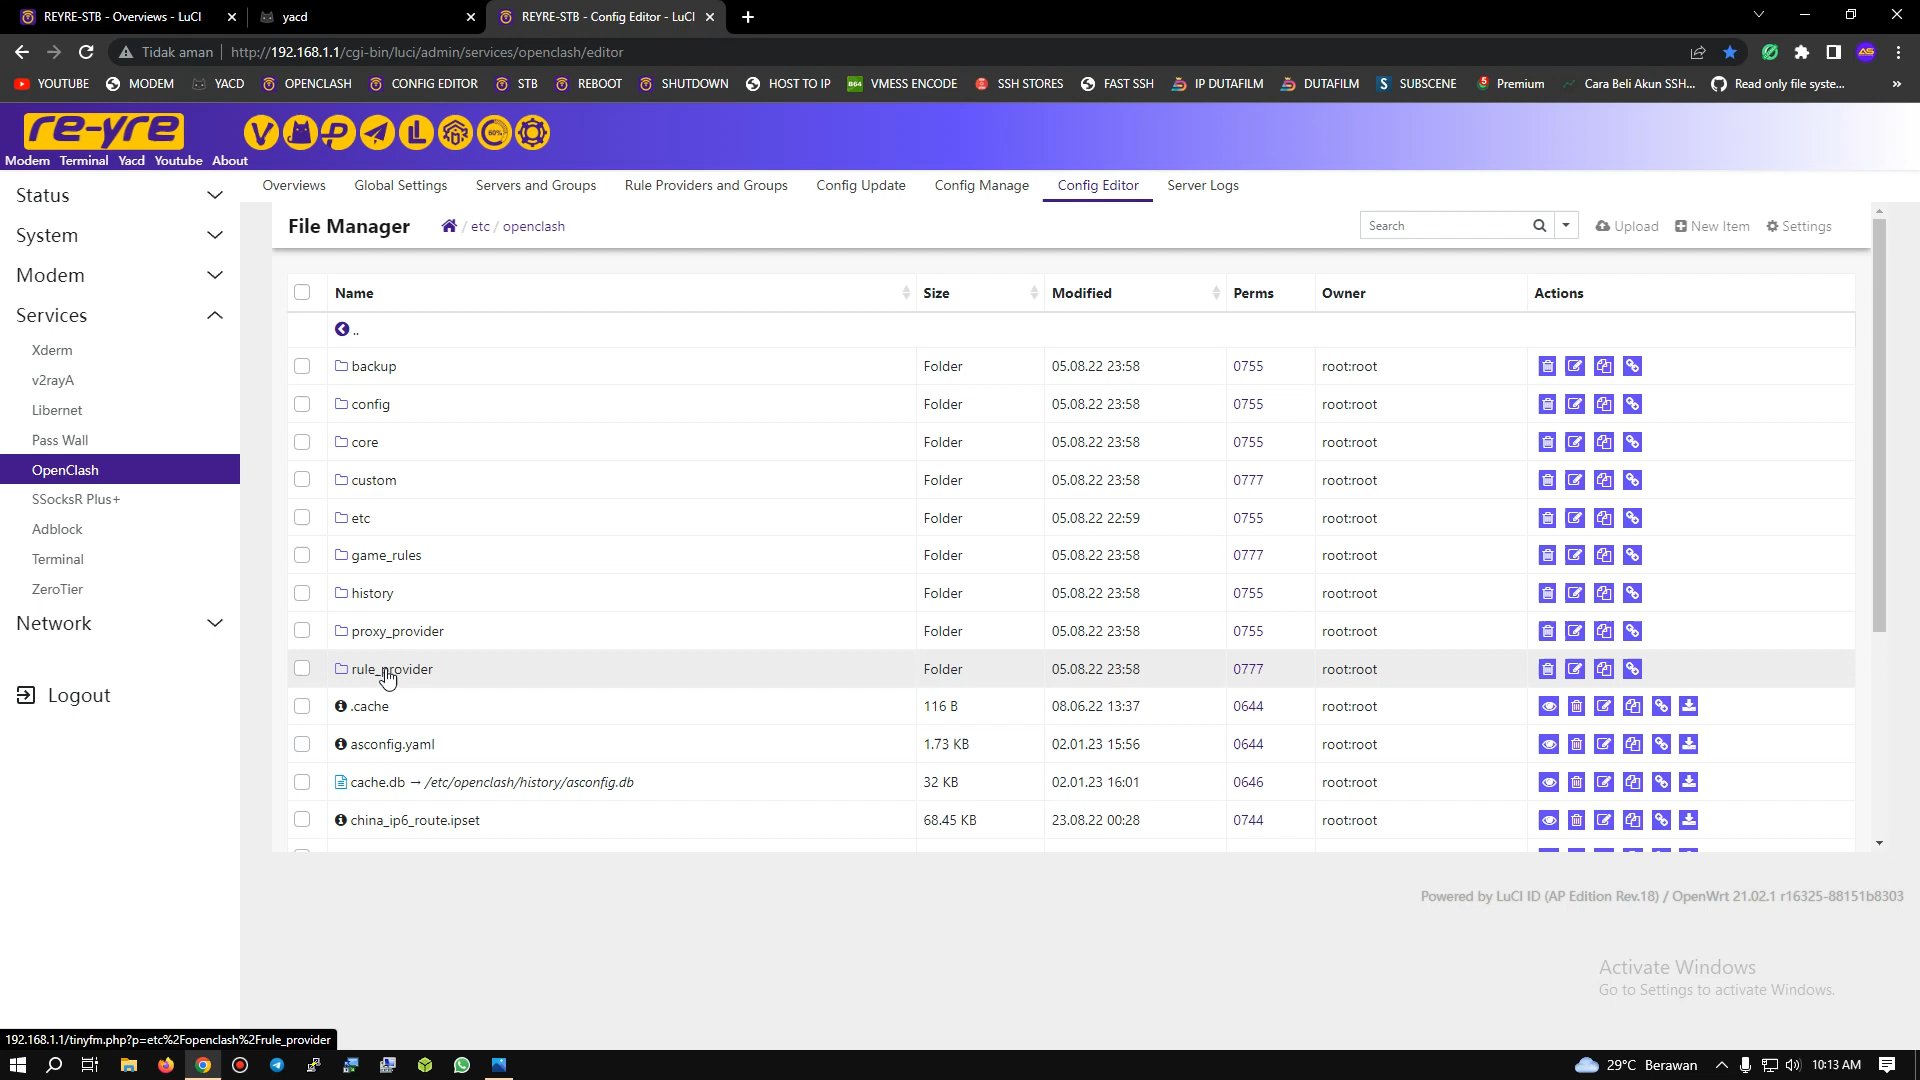 REYRE-STB - Overviews - LuCI
yacd
REYRE-STB - Config Editor - LuCI
Tidak aman
http://192.168.1.1/cgi-bin/luci/admin/services/openclash/editor
YOUTUBE MODEM YACD OPENCLASH CONFIG EDITOR STB REBOOT SHUTDOWN HOST TO IP VMESS ENCODE SSH STORES FAST SSH IP DUTAFILM DUTAFILM SUBSCENE Premium Cara Beli Akun SSH... Read only file syste... »
re-yre
60%
Modem Terminal Yacd Youtube About
Status
System
Modem
Services
Xderm
v2rayA
Libernet
Pass Wall
OpenClash
SSocksR Plus+
Adblock
Terminal
ZeroTier
Network
Logout
Overviews Global Settings Servers and Groups Rule Providers and Groups Config Update Config Manage Config Editor Server Logs
File Manager / etc / openclash Search Upload New Item Settings
Name Size Modified Perms Owner Actions
..
backup Folder 05.08.22 23:58 0755 root:root
config Folder 05.08.22 23:58 0755 root:root
core Folder 05.08.22 23:58 0755 root:root
custom Folder 05.08.22 23:58 0777 root:root
etc Folder 05.08.22 22:59 0755 root:root
game_rules Folder 05.08.22 23:58 0777 root:root
history Folder 05.08.22 23:58 0755 root:root
proxy_provider Folder 05.08.22 23:58 0755 root:root
rule_provider Folder 05.08.22 23:58 0777 root:root
.cache 116 B 08.06.22 13:37 0644 root:root
asconfig.yaml 1.73 KB 02.01.23 15:56 0644 root:root
cache.db → /etc/openclash/history/asconfig.db 32 KB 02.01.23 16:01 0646 root:root
china_ip6_route.ipset 68.45 KB 23.08.22 00:28 0744 root:root
Powered by LuCI ID (AP Edition Rev.18) / OpenWrt 21.02.1 r16325-88151b8303
Activate Windows
Go to Settings to activate Windows.
192.168.1.1/tinyfm.php?p=etc%2Fopenclash%2Frule_provider
29°C Berawan 10:13 AM